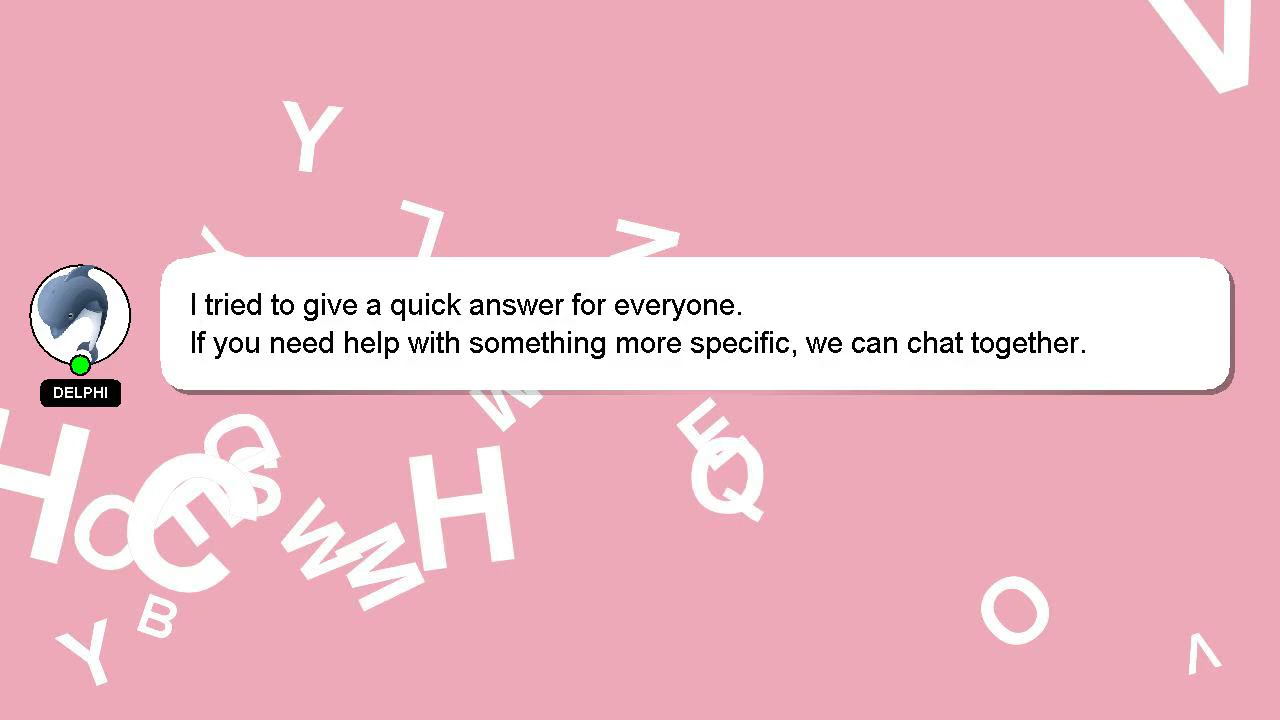 V
Y
L
Z
Y
I tried to give a quick answer for everyone.
If you need help with something more specific, we can chat together.
DELPHI
W
E
Q
H
O
C
G
S
W
M
H
B
Y
O
V